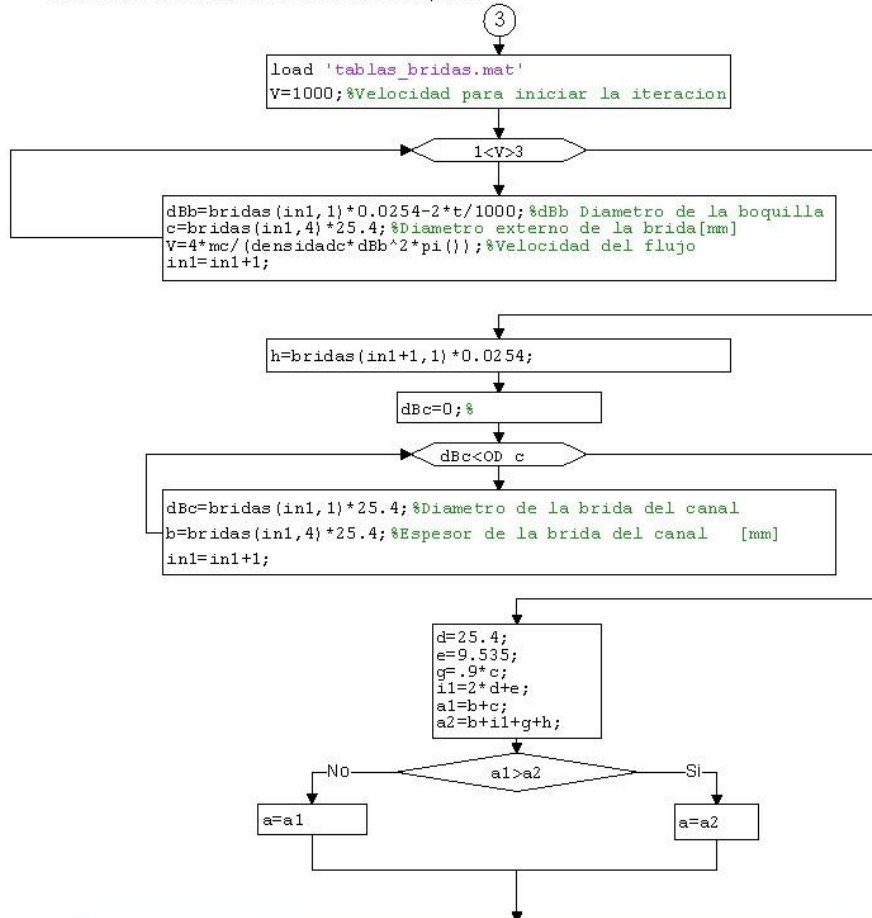 3
load 'tablas_bridas.mat'
V=1000;%Velocidad para iniciar la iteracion
1<V>3
dBb=bridas(in1,1)*0.0254-2*t/1000;%dBb Diametro de la boquilla
c=bridas(in1,4)*25.4;%Diametro externo de la brida[mm]
V=4*mc/(densidadc*dBb^2*pi());%Velocidad del flujo
in1=in1+1;
h=bridas(in1+1,1)*0.0254;
dBc=0;%
dBc<OD c
dBc=bridas(in1,1)*25.4;%Diametro de la brida del canal
b=bridas(in1,4)*25.4;%Espesor de la brida del canal [mm]
in1=in1+1;
d=25.4;
e=9.535;
g=.9*c;
i1=2*d+e;
a1=b+c;
a2=b+i1+g+h;
a1>a2
No
Si
a=a1
a=a2